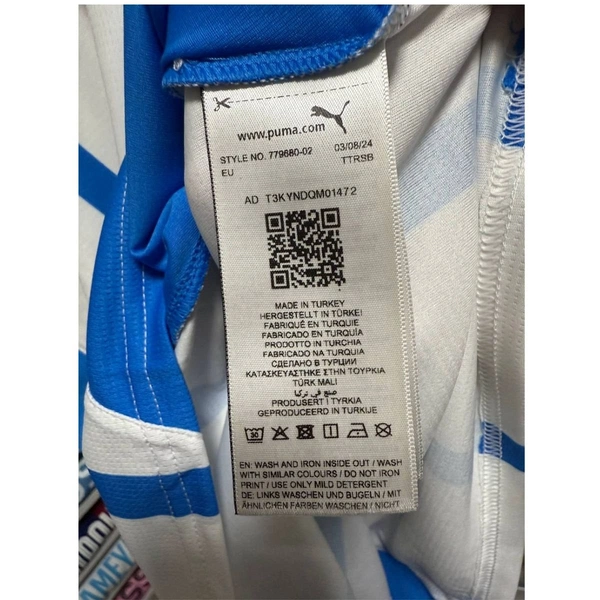 www.puma.com
STYLE NO. 779680-02 03/08/24
EU TTRSB
AD T3KYNDQM01472
MADE IN TURKEY
HERGESTELLT IN TÜRKEI
FABRIQUÉ EN TURQUIE
FABRICADO EN TURQUÍA
PRODOTTO IN TURCHIA
FABRICADO NA TURQUIA
СДЕЛАНО В ТУРЦИИ
ΚΑΤΑΣΚΕΥΑΣΤΗΚΕ ΣΤΗΝ ΤΟΥΡΚΙΑ
TÜRK MALI
صنع في تركيا
PRODUSERT I TYRKIA
GEPRODUCEERD IN TURKIJE
30
EN: WASH AND IRON INSIDE OUT / WASH
WITH SIMILAR COLOURS / DO NOT IRON
PRINT / USE ONLY MILD DETERGENT
DE: LINKS WASCHEN UND BUGELN / MIT
ÄHNLICHEN FARBEN WASCHEN / NICHT